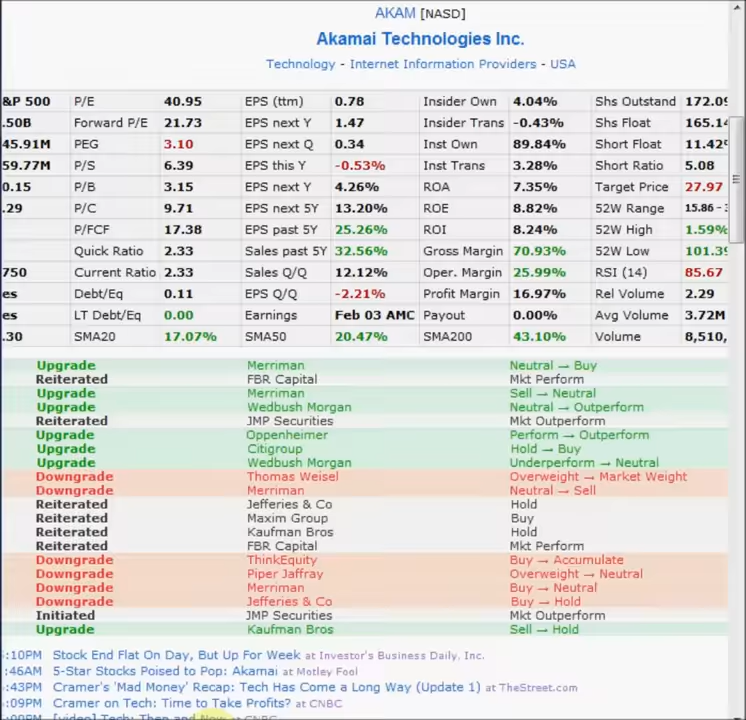 AKAM [NASD]
Akamai Technologies Inc.
Technology - Internet Information Providers - USA
&P 500 P/E 40.95 EPS (ttm) 0.78 Insider Own 4.04% Shs Outstand 172.09
.50B Forward P/E 21.73 EPS next Y 1.47 Insider Trans -0.43% Shs Float 165.14
45.91M PEG 3.10 EPS next Q 0.34 Inst Own 89.84% Short Float 11.42%
59.77M P/S 6.39 EPS this Y -0.53% Inst Trans 3.28% Short Ratio 5.08
0.15 P/B 3.15 EPS next Y 4.26% ROA 7.35% Target Price 27.97
.29 P/C 9.71 EPS next 5Y 13.20% ROE 8.82% 52W Range 15.86 -
P/FCF 17.38 EPS past 5Y 25.26% ROI 8.24% 52W High 1.59%
Quick Ratio 2.33 Sales past 5Y 32.56% Gross Margin 70.93% 52W Low 101.39
750 Current Ratio 2.33 Sales Q/Q 12.12% Oper. Margin 25.99% RSI (14) 85.67
es Debt/Eq 0.11 EPS Q/Q -2.21% Profit Margin 16.97% Rel Volume 2.29
es LT Debt/Eq 0.00 Earnings Feb 03 AMC Payout 0.00% Avg Volume 3.72M
.30 SMA20 17.07% SMA50 20.47% SMA200 43.10% Volume 8,510,
Upgrade Merriman Neutral → Buy
Reiterated FBR Capital Mkt Perform
Upgrade Merriman Sell → Neutral
Upgrade Wedbush Morgan Neutral → Outperform
Reiterated JMP Securities Mkt Outperform
Upgrade Oppenheimer Perform → Outperform
Upgrade Citigroup Hold → Buy
Upgrade Wedbush Morgan Underperform → Neutral
Downgrade Thomas Weisel Overweight → Market Weight
Downgrade Merriman Neutral → Sell
Reiterated Jefferies & Co Hold
Reiterated Maxim Group Buy
Reiterated Kaufman Bros Hold
Reiterated FBR Capital Mkt Perform
Downgrade ThinkEquity Buy → Accumulate
Downgrade Piper Jaffray Overweight → Neutral
Downgrade Merriman Buy → Neutral
Downgrade Jefferies & Co Buy → Hold
Initiated JMP Securities Mkt Outperform
Upgrade Kaufman Bros Sell → Hold
:10PM Stock End Flat On Day, But Up For Week at Investor's Business Daily, Inc.
:46AM 5-Star Stocks Poised to Pop: Akamai at Motley Fool
:43PM Cramer's 'Mad Money' Recap: Tech Has Come a Long Way (Update 1) at TheStreet.com
:09PM Cramer on Tech: Time to Take Profits? at CNBC
:00PM [video] Tech: Then and Now at CNBC